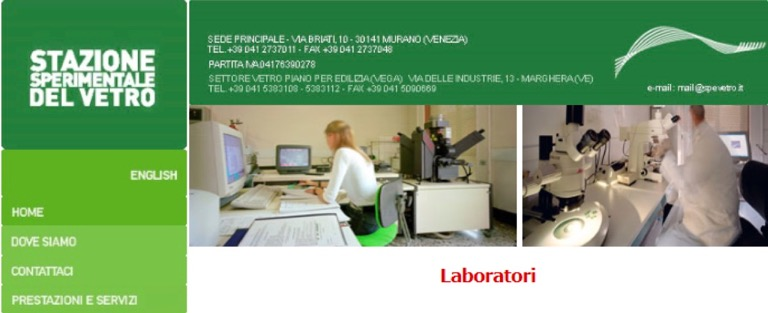 STAZIONE
SPERIMENTALE
DEL VETRO
SEDE PRINCIPALE - VIA BRIATI, 10 - 30141 MURANO (VENEZIA)
TEL. +39 041 2737011 - FAX +39 041 2737048
PARTITA IVA 04176390278
SETTORE VETRO PIANO PER EDILIZIA (VEGA) VIA DELLE INDUSTRIE, 13 - MARGHERA (VE)
TEL. +39 041 5383108 - 5383112 - FAX +39 041 5090669
e-mail: mail@spevetro.it
ENGLISH
HOME
DOVE SIAMO
CONTATTACI
PRESTAZIONI E SERVIZI
Laboratori